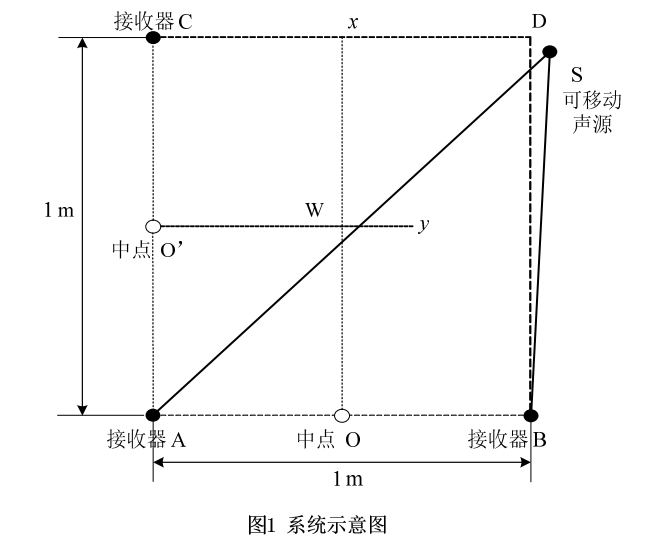 接收器 C
x
D
S
可移动
声源
1 m
W
y
中点 O’
接收器 A
中点 O
接收器 B
1 m
图1 系统示意图